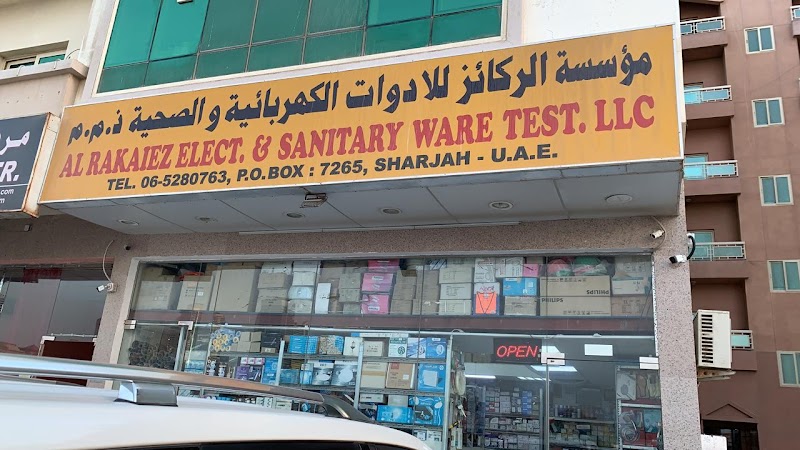 مؤسسة الركائز للادوات الكهربائية والصحية ذ.م.م
AL RAKAIEZ ELECT. & SANITARY WARE TEST. LLC
TEL. 06-5280763, P.O.BOX : 7265, SHARJAH - U.A.E.
OPEN
PHILIPS